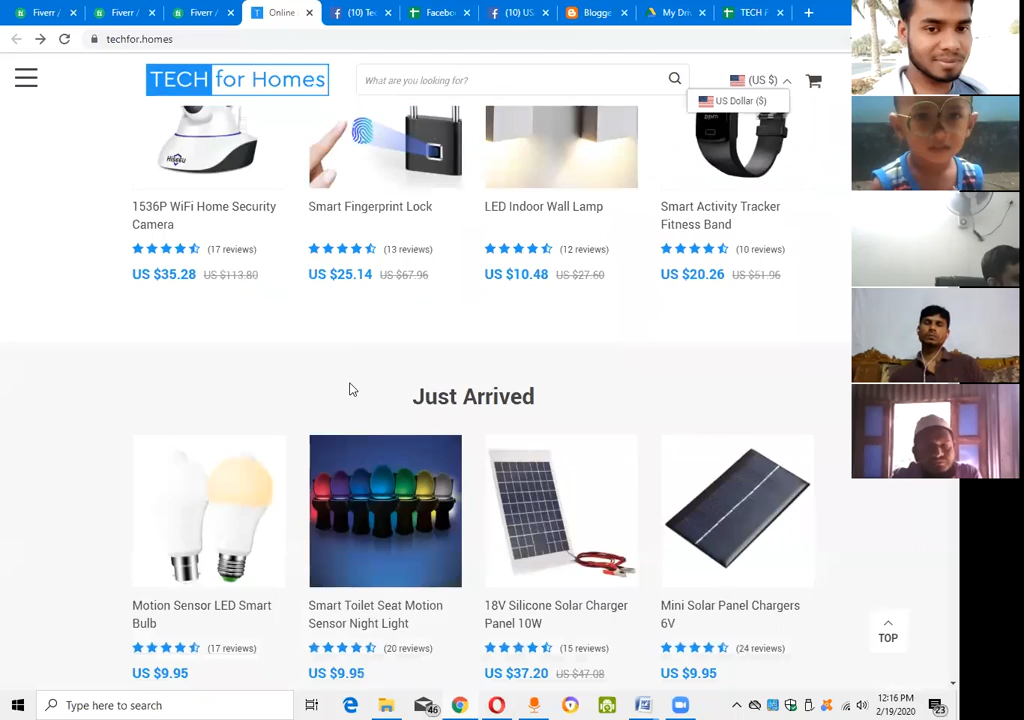 Fiverr / Fiverr / Fiverr / Online (10) Te Facebo (10) US Blogge My Dri TECH F
techfor.homes
TECH for Homes What are you looking for? (US $)
US Dollar ($)
HISEEU
1536P WiFi Home Security
Camera
Smart Fingerprint Lock
LED Indoor Wall Lamp
Smart Activity Tracker
Fitness Band
(17 reviews) (13 reviews) (12 reviews) (10 reviews)
US $35.28 US $113.80 US $25.14 US $67.96 US $10.48 US $27.60 US $20.26 US $51.96
Just Arrived
Motion Sensor LED Smart
Bulb
Smart Toilet Seat Motion
Sensor Night Light
18V Silicone Solar Charger
Panel 10W
Mini Solar Panel Chargers
6V
(17 reviews) (20 reviews) (15 reviews) (24 reviews)
US $9.95 US $9.95 US $37.20 US $47.08 US $9.95
TOP
Type here to search 46 12:16 PM
2/19/2020 23